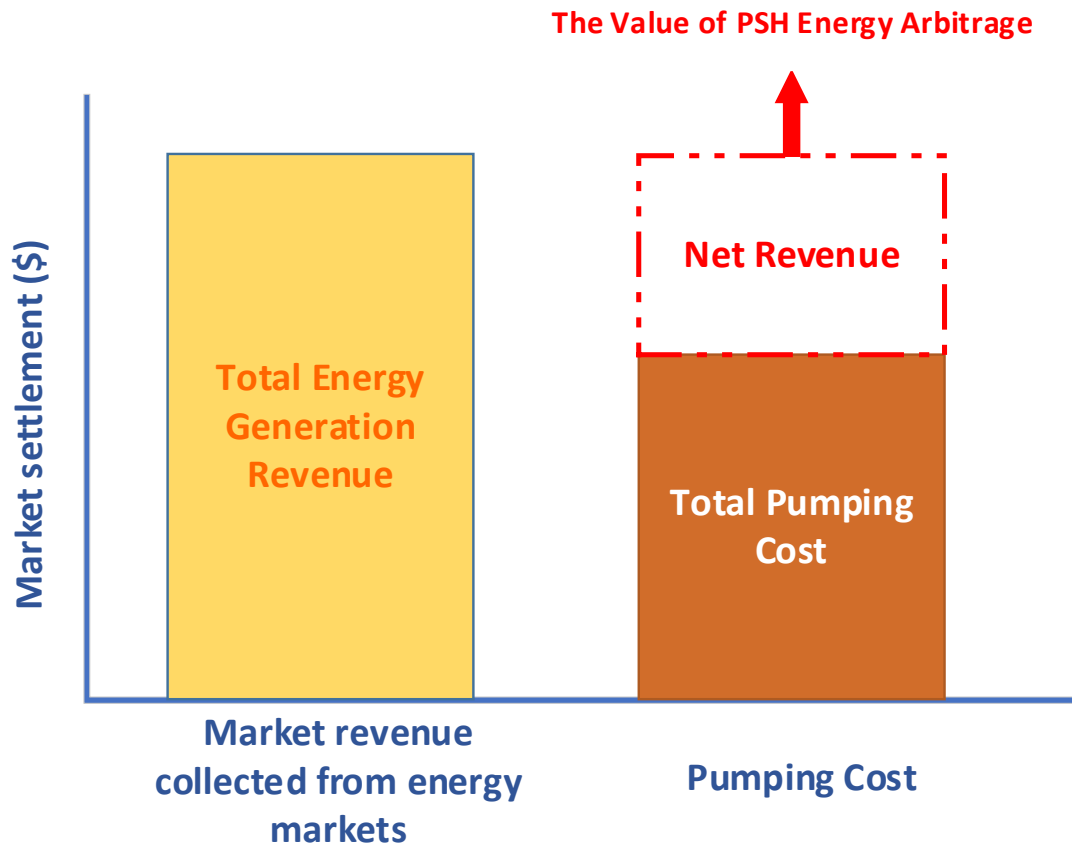 The Value of PSH Energy Arbitrage
Market settlement ($)
Net Revenue
Total Energy
Generation
Revenue
Total Pumping
Cost
Market revenue
collected from energy
markets
Pumping Cost